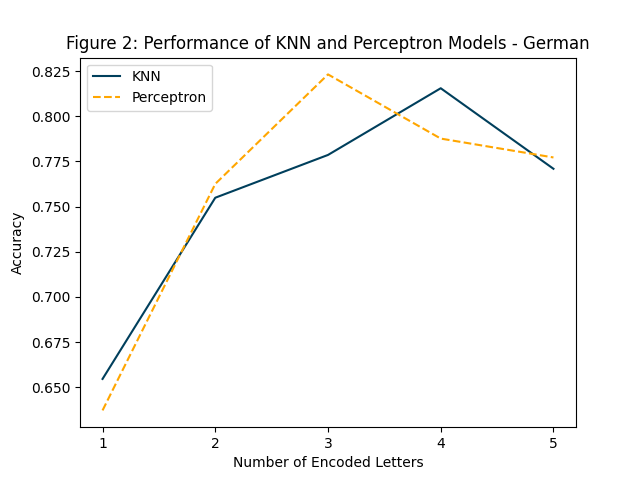 Figure 2: Performance of KNN and Perceptron Models - German
KNN
Perceptron
0.825
0.800
0.775
0.750
0.725
0.700
0.675
0.650
Accuracy
1 2 3 4 5
Number of Encoded Letters